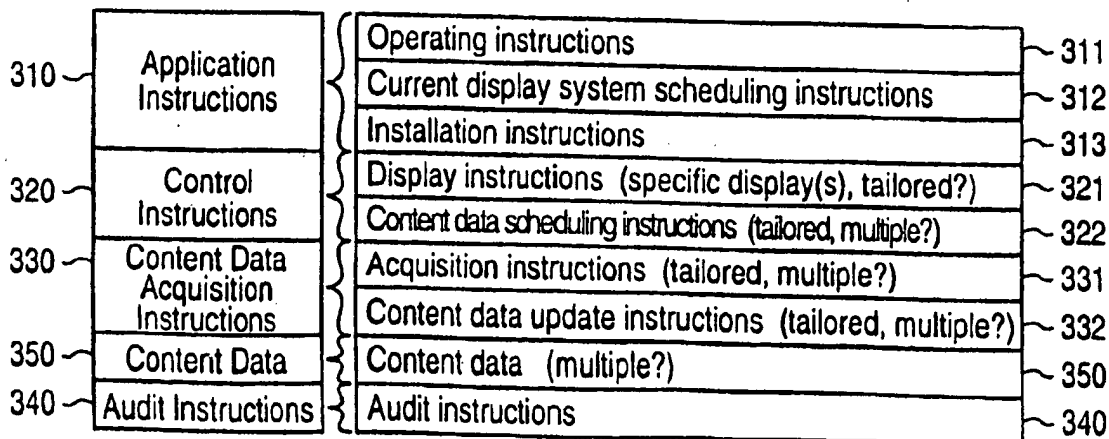 310 Application Instructions
Operating instructions 311
Current display system scheduling instructions 312
Installation instructions 313
320 Control Instructions
Display instructions (specific display(s), tailored?) 321
Content data scheduling instructions (tailored, multiple?) 322
330 Content Data Acquisition Instructions
Acquisition instructions (tailored, multiple?) 331
Content data update instructions (tailored, multiple?) 332
350 Content Data
Content data (multiple?) 350
340 Audit Instructions
Audit instructions 340